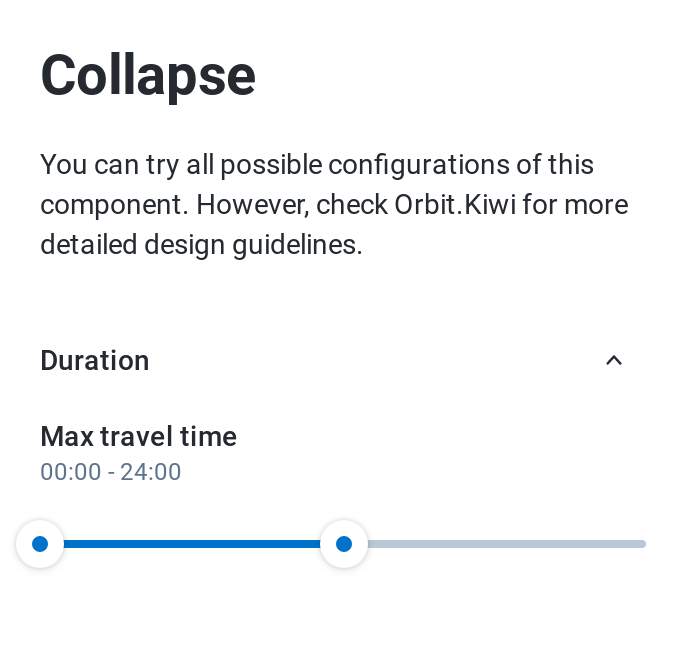 Collapse
You can try all possible configurations of this
component. However, check Orbit.Kiwi for more
detailed design guidelines.
Duration
Max travel time
00:00 - 24:00